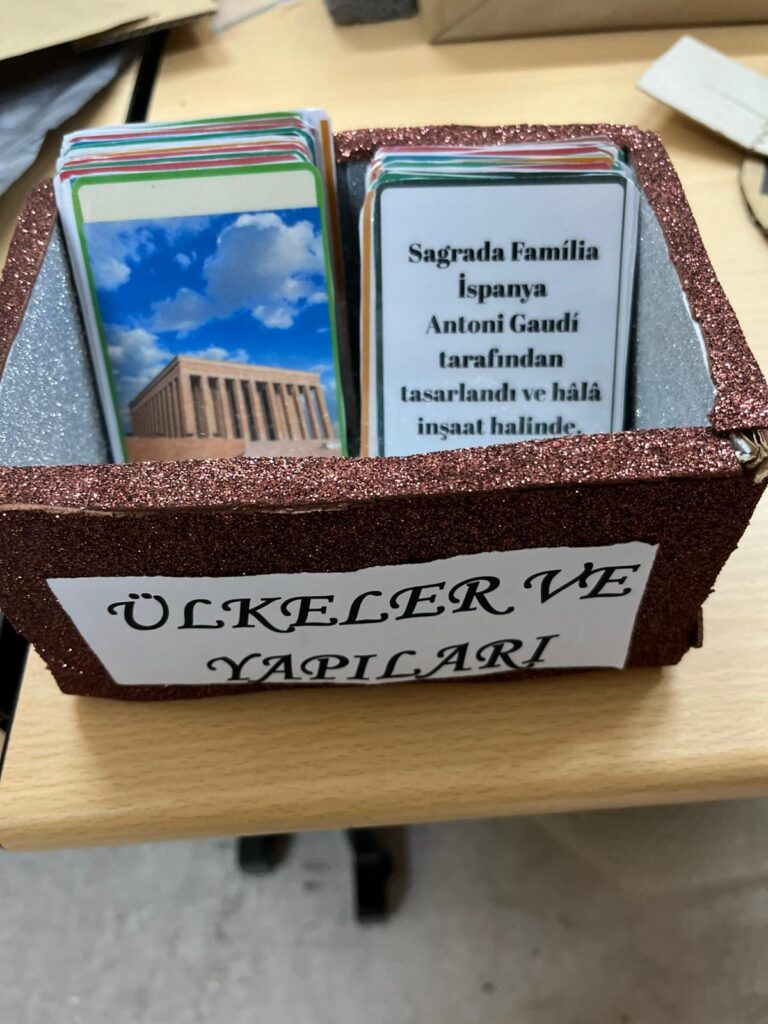 Sagrada Família
İspanya
Antoni Gaudí
tarafından
tasarlandı ve hâlâ
inşaat halinde.
ÜLKELER VE
YAPILARI